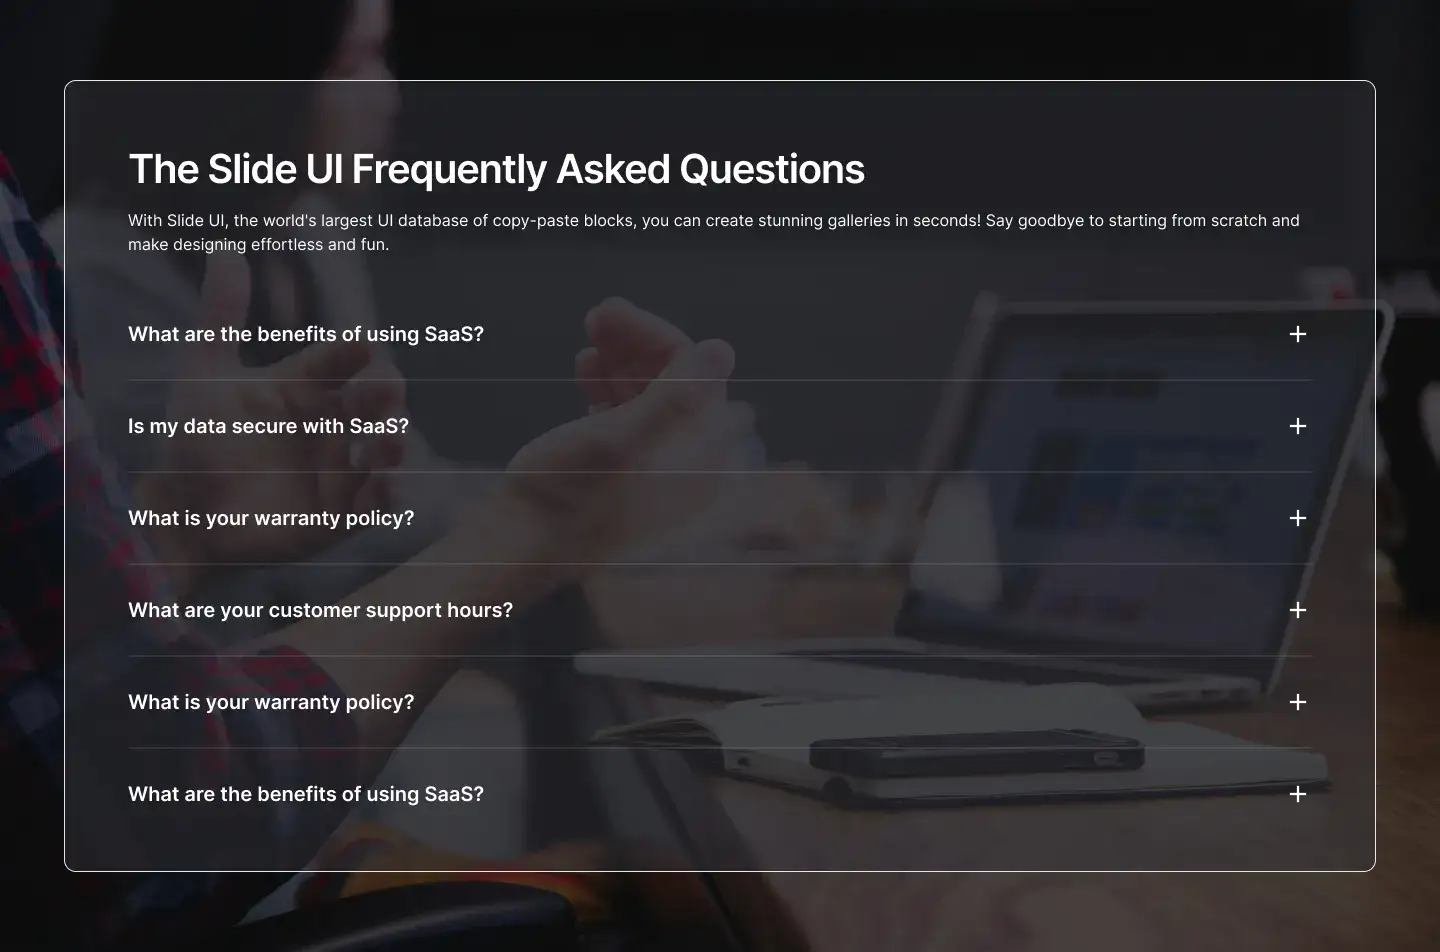 The Slide UI Frequently Asked Questions
With Slide UI, the world's largest UI database of copy-paste blocks, you can create stunning galleries in seconds! Say goodbye to starting from scratch and
make designing effortless and fun.
What are the benefits of using SaaS?
Is my data secure with SaaS?
What is your warranty policy?
What are your customer support hours?
What is your warranty policy?
What are the benefits of using SaaS?